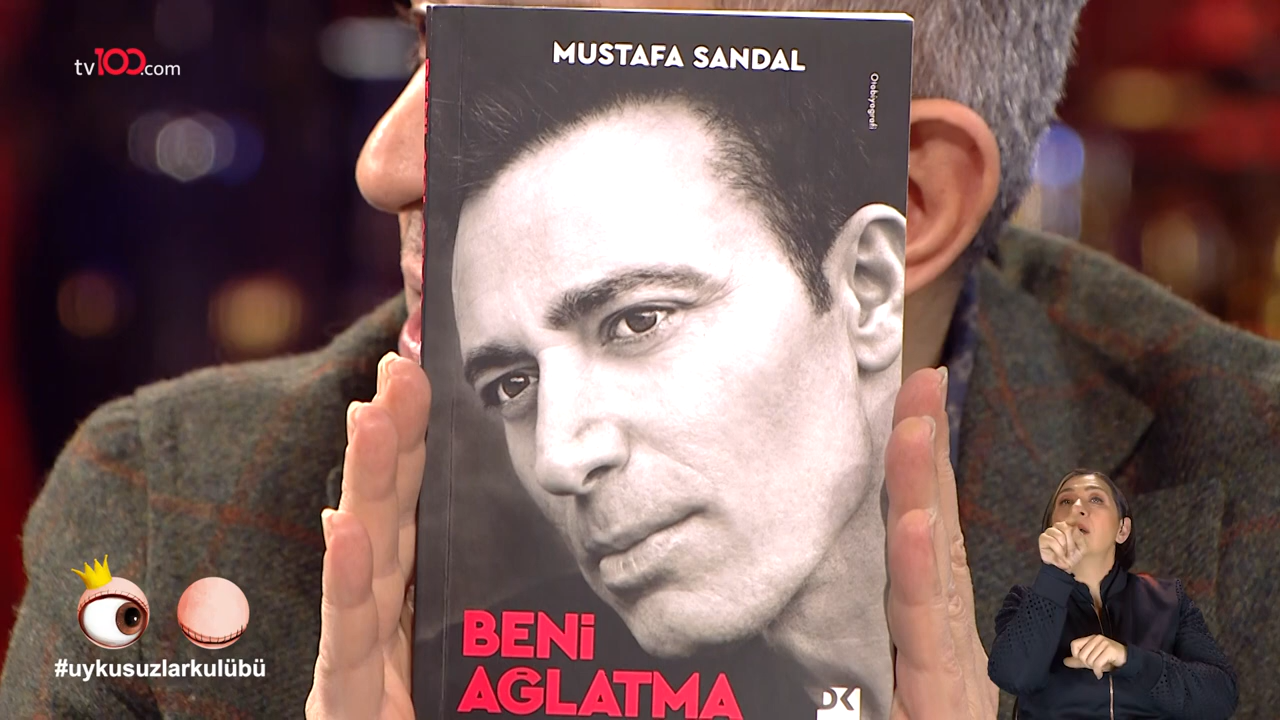 tv100.com
MUSTAFA SANDAL
Otobiyografi
BENİ
AĞLATMA
DK
#uykusuzlarkulübü